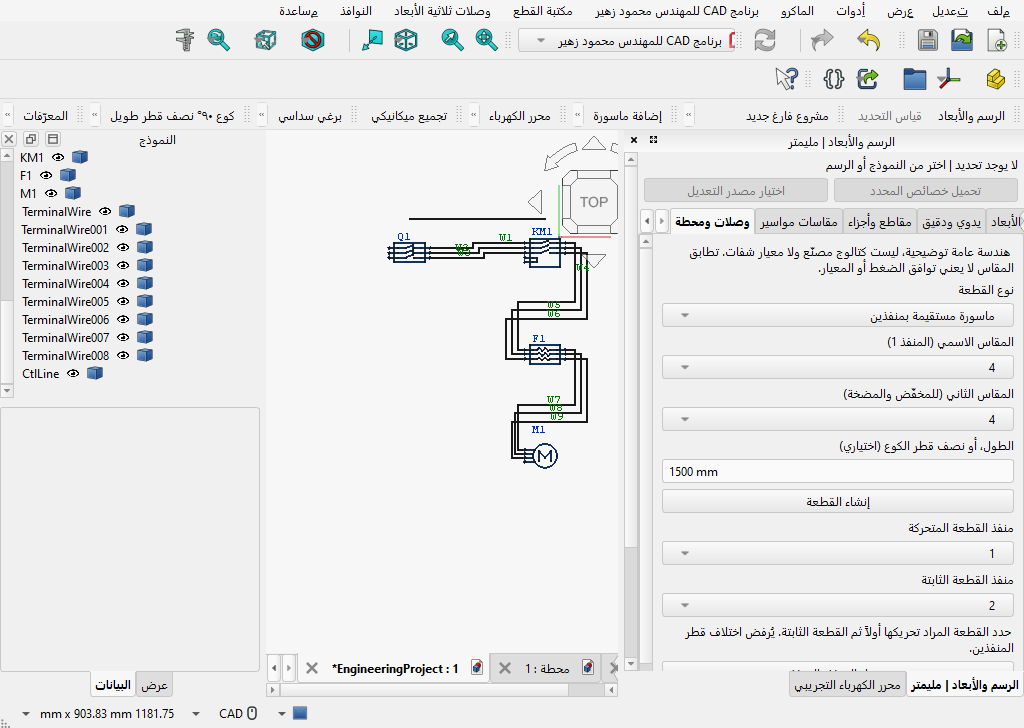 ملف تعديل عرض أدوات الماكرو برنامج CAD للمهندس محمود زهير مكتبة القطع وصلات ثلاثية الأبعاد النوافذ مساعدة
برنامج CAD للمهندس محمود زهير
الرسم والأبعاد قياس التحديد مشروع فارغ جديد إضافة ماسورة محرر الكهرباء تجميع ميكانيكي برغي سداسي كوع ٩٠° نصف قطر طويل المعرّفات
النموذج
KM1
F1
M1
TerminalWire
TerminalWire001
TerminalWire002
TerminalWire003
TerminalWire004
TerminalWire005
TerminalWire006
TerminalWire007
TerminalWire008
CtlLine
عرض البيانات
TOP
Q1
W1
KM1
W2
W3
W4
W5
W6
F1
W7
W8
W9
M1
M
محطة : 1
EngineeringProject : 1*
الرسم والأبعاد | مليمتر
لا يوجد تحديد | اختر من النموذج أو الرسم
تحميل خصائص المحدد
اختيار مصدر التعديل
الأبعاد يدوي ودقيق مقاطع وأجزاء مقاسات مواسير وصلات ومحطة
هندسة عامة توضيحية، ليست كتالوج مصنّع ولا معيار شفات. تطابق
المقاس لا يعني توافق الضغط أو المعيار.
نوع القطعة
ماسورة مستقيمة بمنفذين
المقاس الاسمي (المنفذ 1)
4
المقاس الثاني (للمخفّض والمضخة)
4
الطول، أو نصف قطر الكوع (اختياري)
1500 mm
إنشاء القطعة
منفذ القطعة المتحركة
1
منفذ القطعة الثابتة
2
حدد القطعة المراد تحريكها أولاً ثم القطعة الثابتة. يُرفض اختلاف قطر
المنفذين.
الرسم والأبعاد | مليمتر محرر الكهرباء التجريبي
mm x 903.83 mm 1181.75
CAD